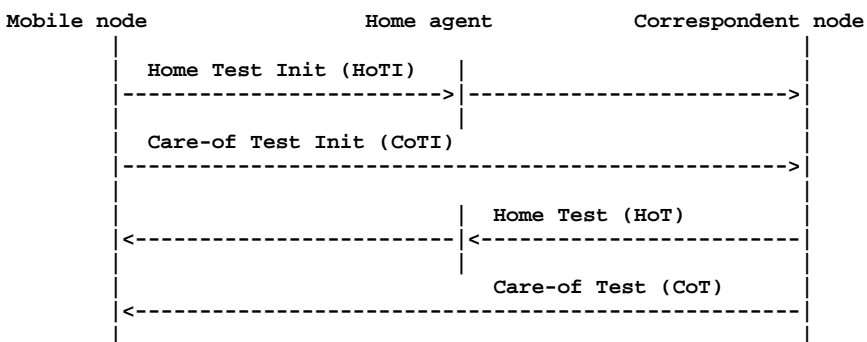 Mobile node Home agent Correspondent node
Home Test Init (HoTI)
Care-of Test Init (CoTI)
Home Test (HoT)
Care-of Test (CoT)